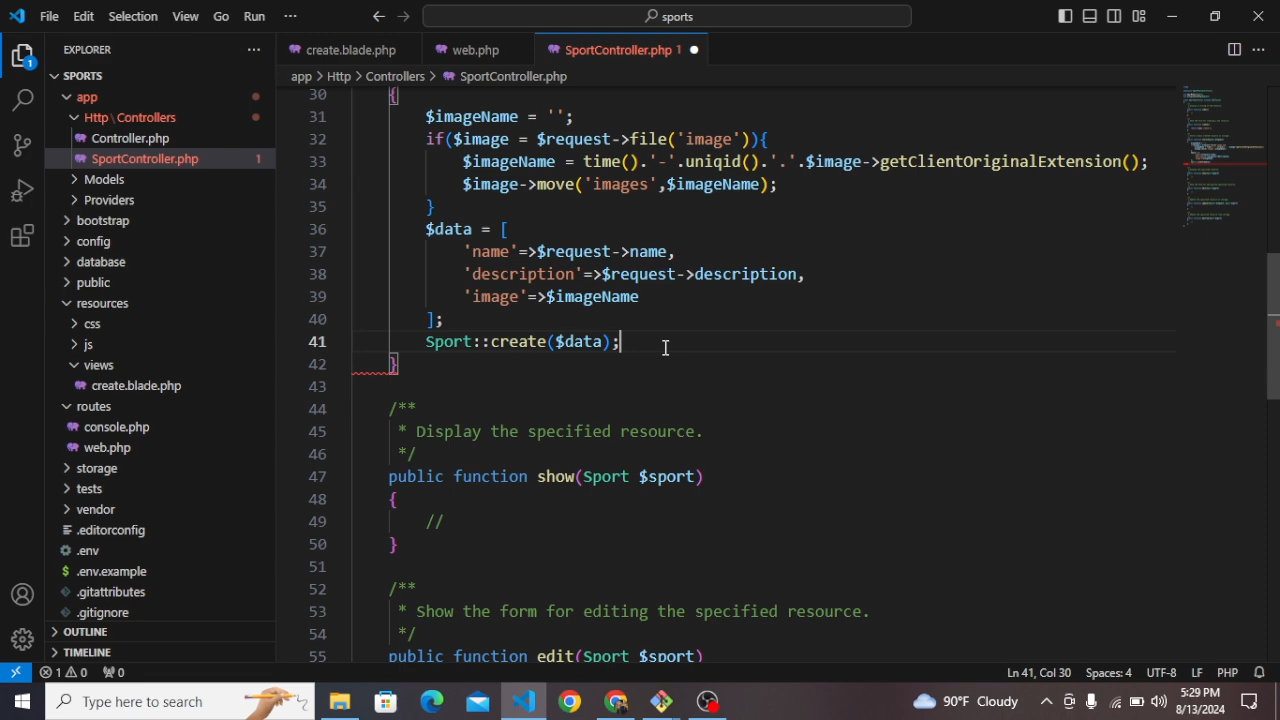 File Edit Selection View Go Run ··· sports
EXPLORER ···
create.blade.php web.php SportController.php 1
SPORTS
app > Http > Controllers > SportController.php
app
Http\Controllers
Controller.php
SportController.php 1
Models
Providers
bootstrap
config
database
public
resources
css
js
views
create.blade.php
routes
console.php
web.php
storage
tests
vendor
.editorconfig
.env
.env.example
.gitattributes
.gitignore
OUTLINE
TIMELINE
30 {
31 $imageName = '';
32 if($image = $request->file('image')){
33 $imageName = time().'-'.uniqid().'.'.$image->getClientOriginalExtension();
34 $image->move('images',$imageName);
35 }
36 $data = [
37 'name'=>$request->name,
38 'description'=>$request->description,
39 'image'=>$imageName
40 ];
41 Sport::create($data);
42 }
43
44 /**
45 * Display the specified resource.
46 */
47 public function show(Sport $sport)
48 {
49 //
50 }
51
52 /**
53 * Show the form for editing the specified resource.
54 */
55 public function edit(Sport $sport)
1 0 0 Ln 41, Col 30 Spaces: 4 UTF-8 LF PHP
Type here to search 90°F Cloudy 5:29 PM
8/13/2024